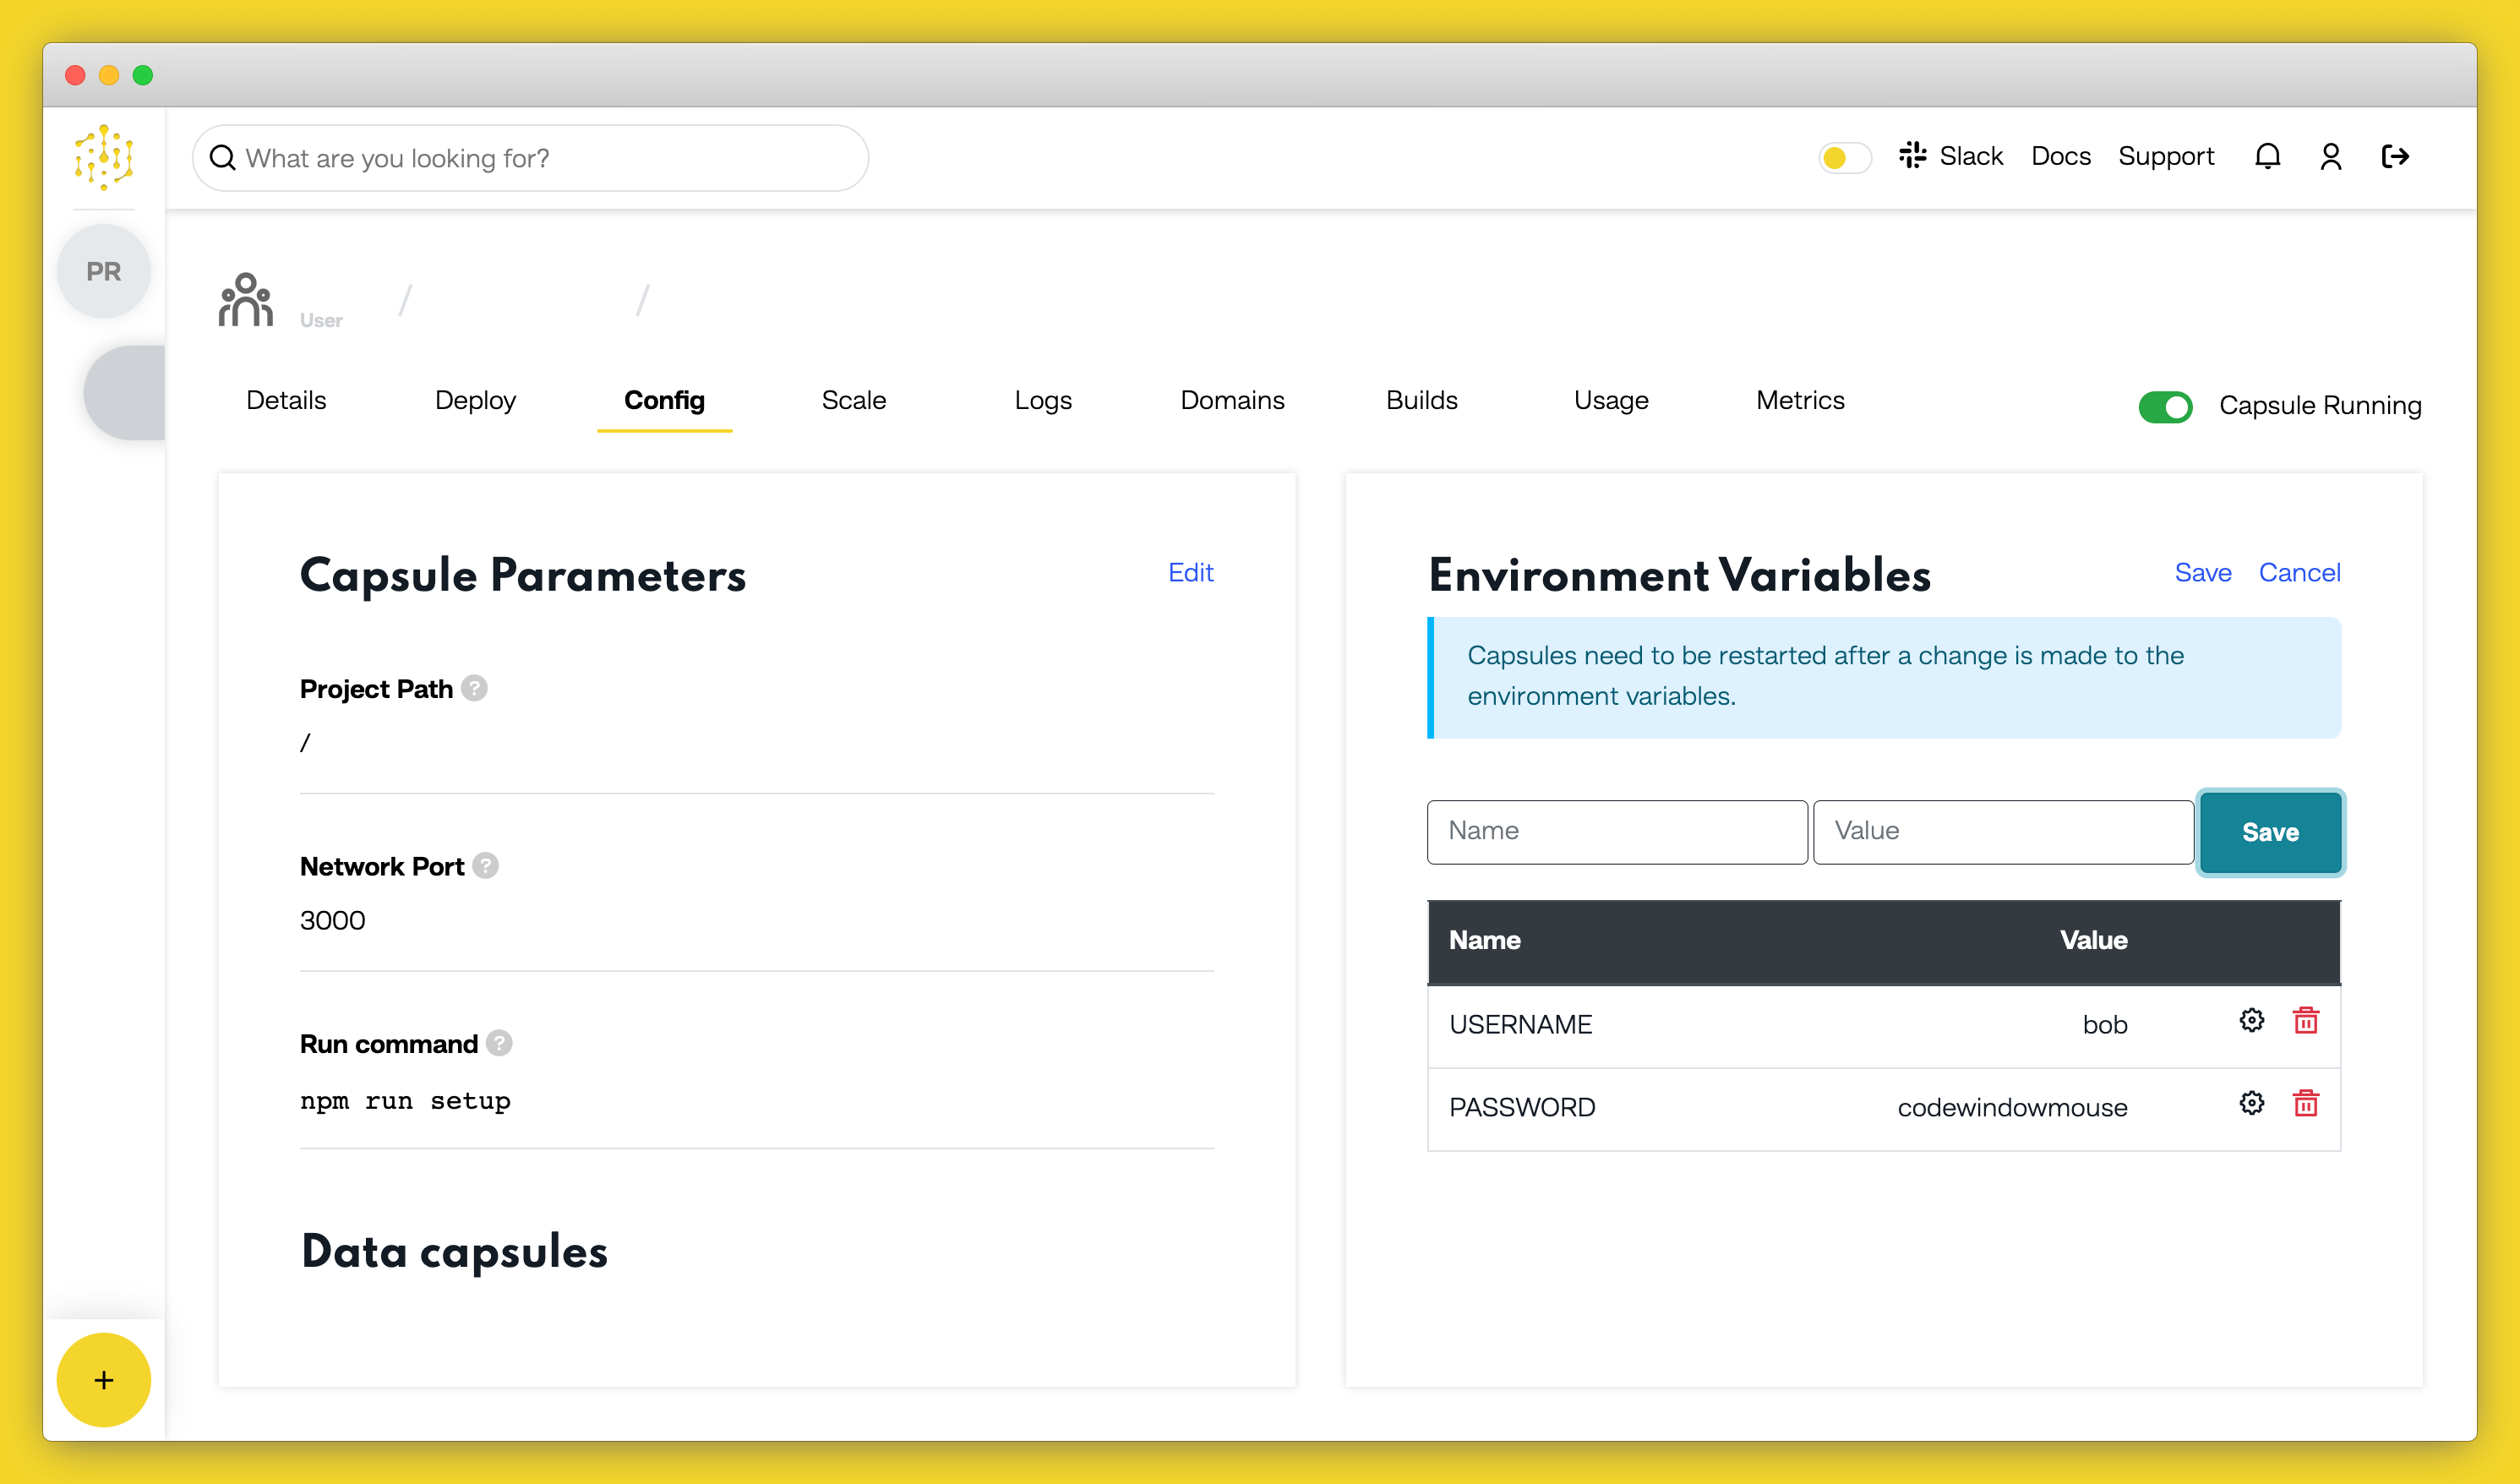 What are you looking for?
Slack Docs Support
PR
User / /
Details Deploy Config Scale Logs Domains Builds Usage Metrics Capsule Running
Capsule Parameters Edit
Project Path ?
/
Network Port ?
3000
Run command ?
npm run setup
Data capsules
Environment Variables Save Cancel
Capsules need to be restarted after a change is made to the
environment variables.
Name Value Save
Name Value
USERNAME bob
PASSWORD codewindowmouse
+